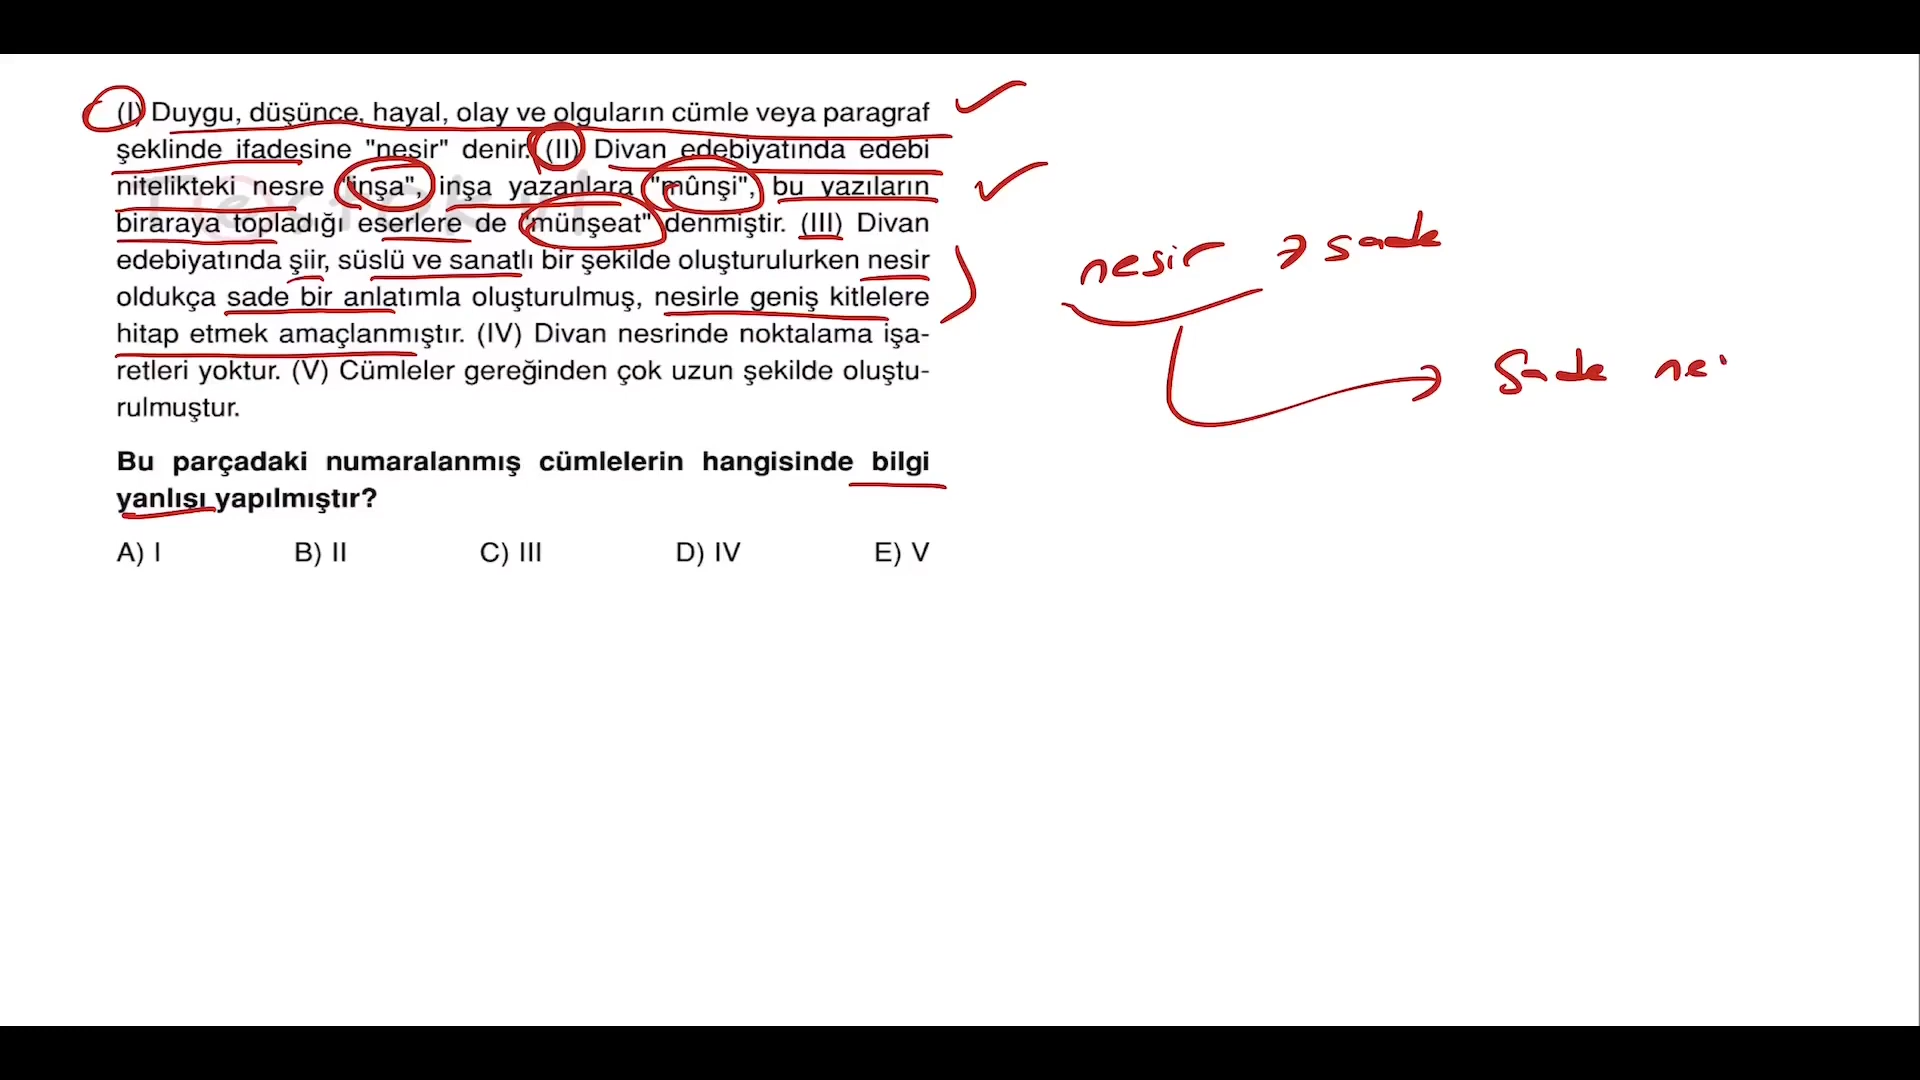 (I) Duygu, düşünce, hayal, olay ve olguların cümle veya paragraf
şeklinde ifadesine "nesir" denir. (II) Divan edebiyatında edebi
nitelikteki nesre "inşa", inşa yazanlara "mûnşi", bu yazıların
biraraya topladığı eserlere de "münşeat" denmiştir. (III) Divan
edebiyatında şiir, süslü ve sanatlı bir şekilde oluşturulurken nesir
oldukça sade bir anlatımla oluşturulmuş, nesirle geniş kitlelere
hitap etmek amaçlanmıştır. (IV) Divan nesrinde noktalama işa-
retleri yoktur. (V) Cümleler gereğinden çok uzun şekilde oluştu-
rulmuştur.
Bu parçadaki numaralanmış cümlelerin hangisinde bilgi
yanlışı yapılmıştır?
A) I B) II C) III D) IV E) V
nesir → sade
Sade ne